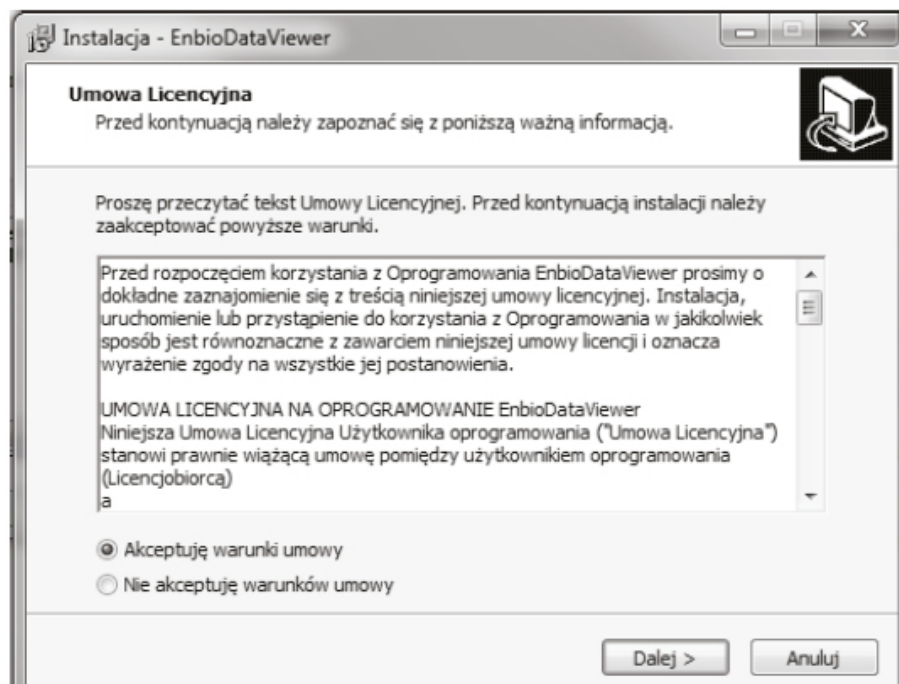 Instalacja - EnbioDataViewer
Umowa Licencyjna
Przed kontynuacją należy zapoznać się z poniższą ważną informacją.
Proszę przeczytać tekst Umowy Licencyjnej. Przed kontynuacją instalacji należy
zaakceptować powyższe warunki.
Przed rozpoczęciem korzystania z Oprogramowania EnbioDataViewer prosimy o
dokładne zaznajomienie się z treścią niniejszej umowy licencyjnej. Instalacja,
uruchomienie lub przystąpienie do korzystania z Oprogramowania w jakikolwiek
sposób jest równoznaczne z zawarciem niniejszej umowy licencji i oznacza
wyrażenie zgody na wszystkie jej postanowienia.
UMOWA LICENCYJNA NA OPROGRAMOWANIE EnbioDataViewer
Niniejsza Umowa Licencyjna Użytkownika oprogramowania ("Umowa Licencyjna")
stanowi prawnie wiążącą umowę pomiędzy użytkownikiem oprogramowania
(Licencjobiorcą)
a
Akceptuję warunki umowy
Nie akceptuję warunków umowy
Dalej >
Anuluj